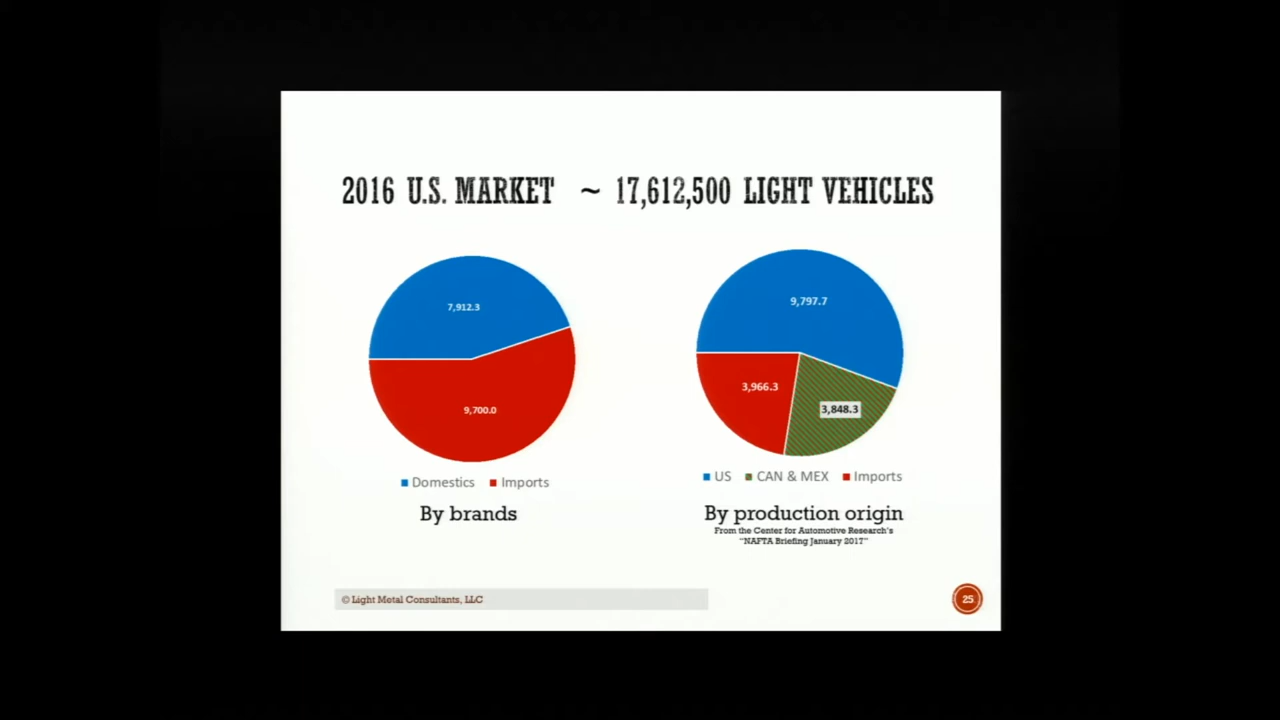 2016 U.S. MARKET ~ 17,612,500 LIGHT VEHICLES
7,912.3
9,700.0
Domestics Imports
By brands
9,797.7
3,966.3
3,848.3
US CAN & MEX Imports
By production origin
From the Center for Automotive Research's
"NAFTA Briefing January 2017"
© Light Metal Consultants, LLC
25